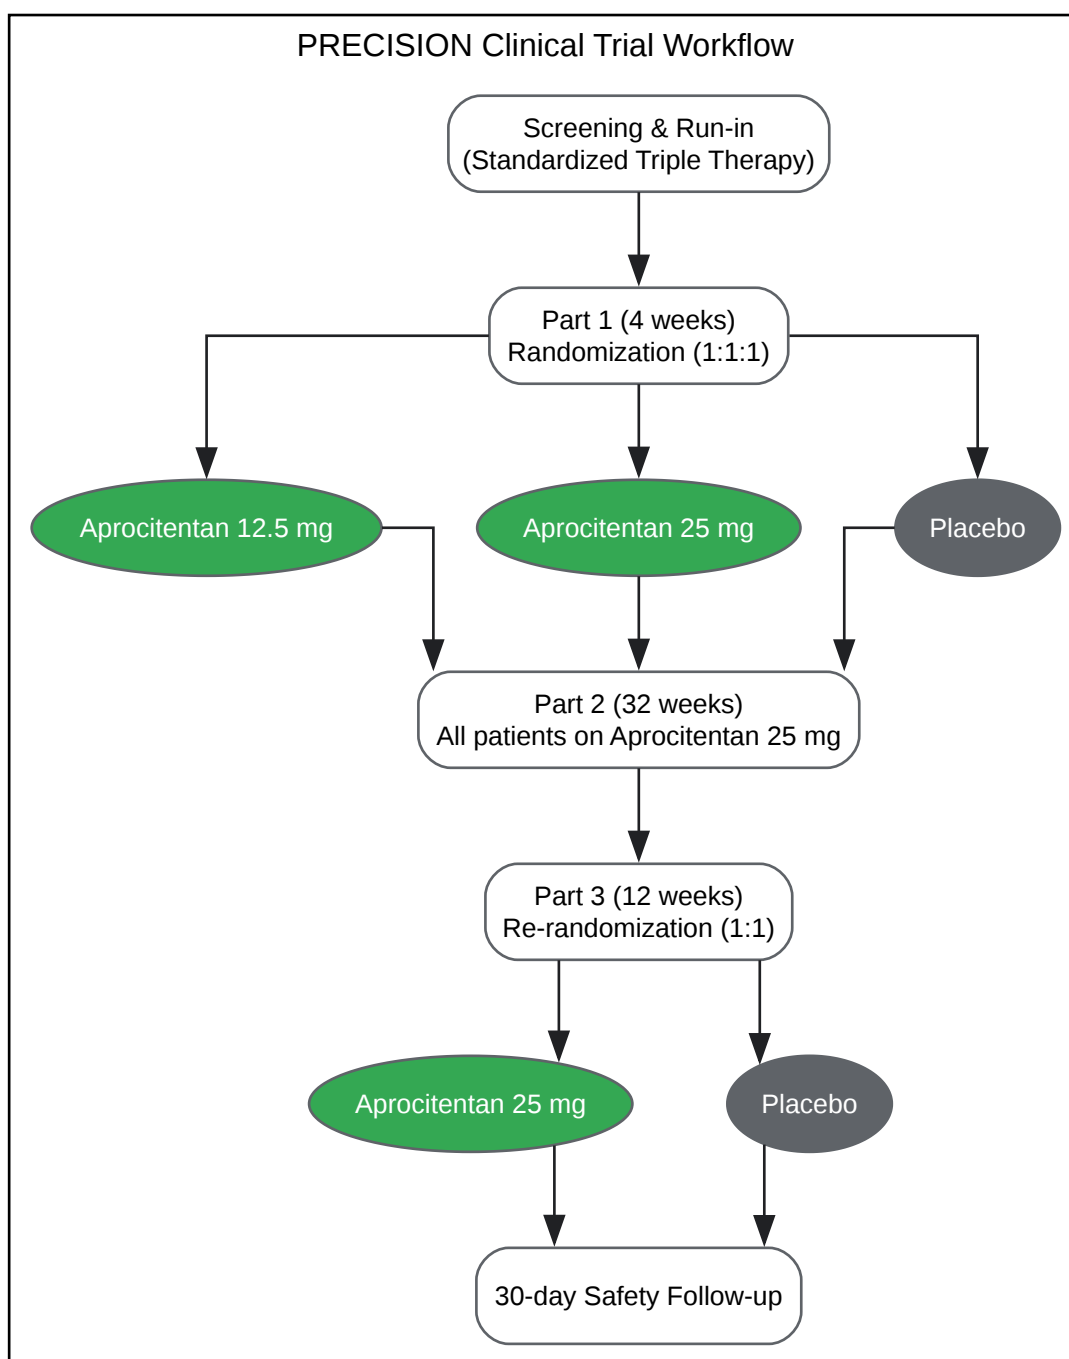 PRECISION Clinical Trial Workflow
Screening & Run-in
(Standardized Triple Therapy)
Part 1 (4 weeks)
Randomization (1:1:1)
Aprocitentan 12.5 mg
Aprocitentan 25 mg
Placebo
Part 2 (32 weeks)
All patients on Aprocitentan 25 mg
Part 3 (12 weeks)
Re-randomization (1:1)
Aprocitentan 25 mg
Placebo
30-day Safety Follow-up